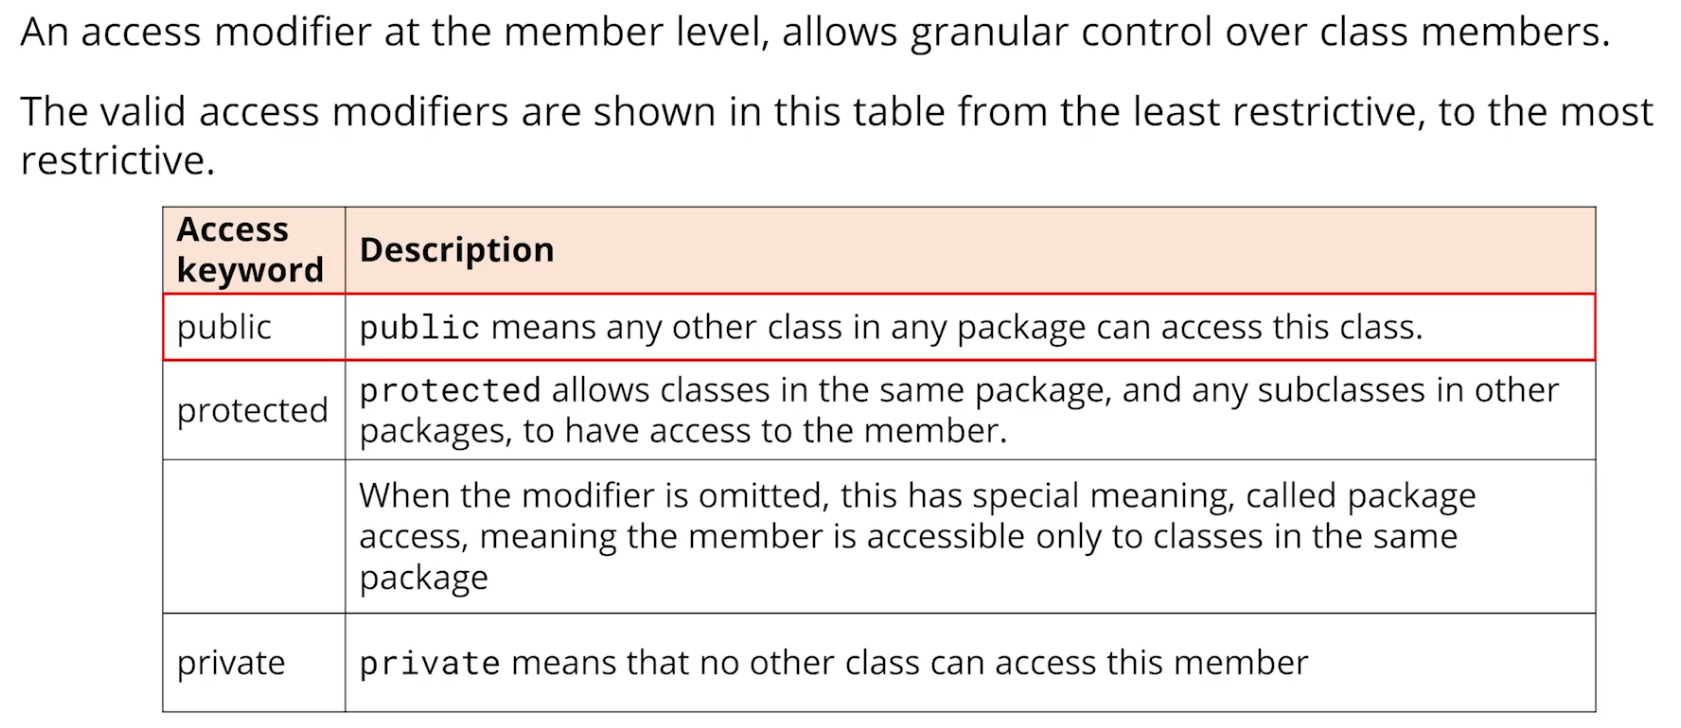 An access modifier at the member level, allows granular control over class members.
The valid access modifiers are shown in this table from the least restrictive, to the most
restrictive.
Access
keyword
Description
public
public means any other class in any package can access this class.
protected
protected allows classes in the same package, and any subclasses in other
packages, to have access to the member.
When the modifier is omitted, this has special meaning, called package
access, meaning the member is accessible only to classes in the same
package
private
private means that no other class can access this member